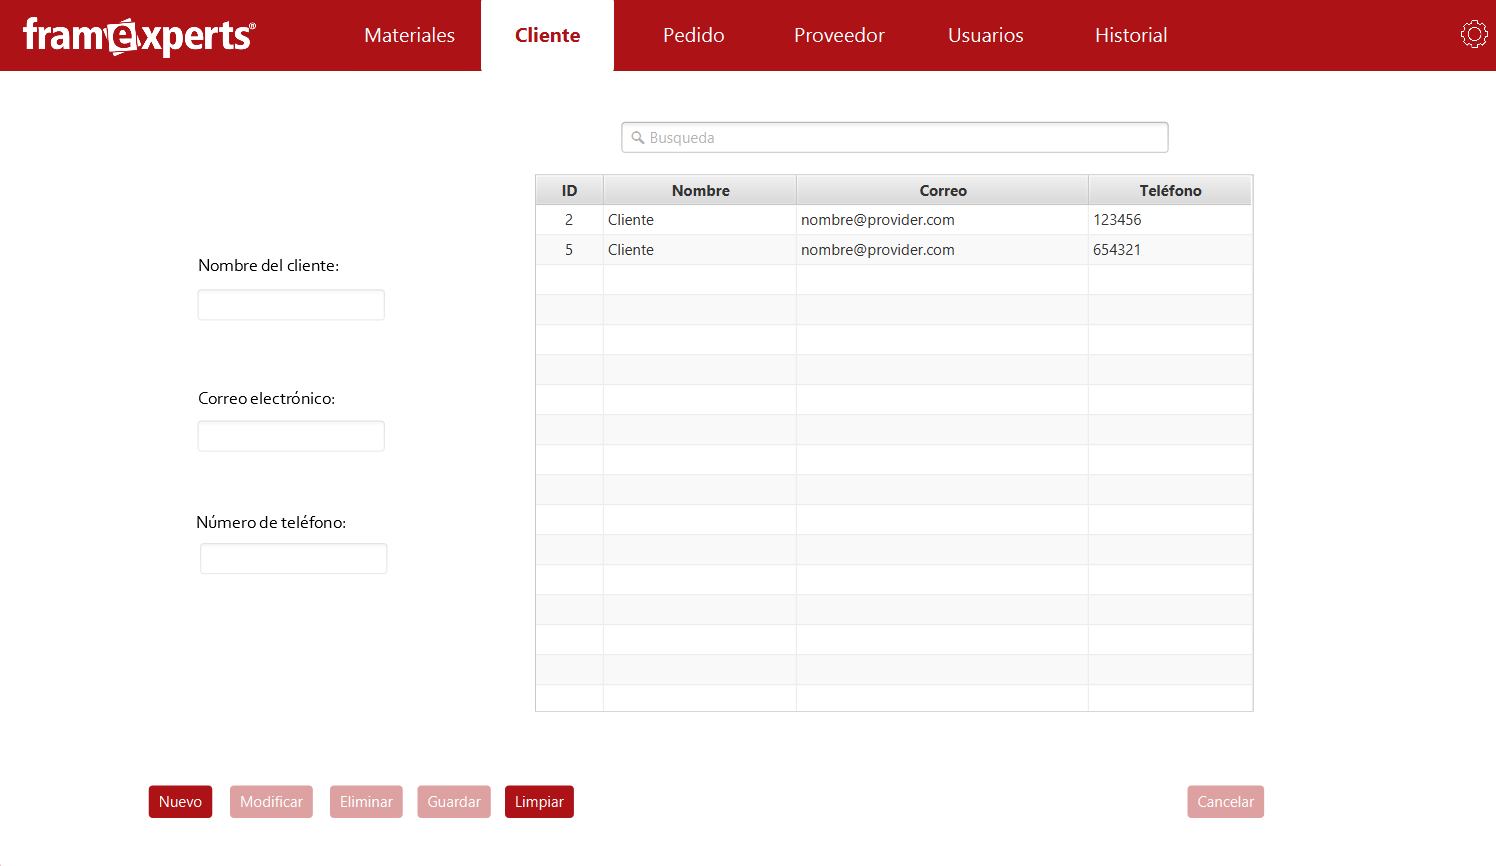 framexperts®
Materiales
Cliente
Pedido
Proveedor
Usuarios
Historial
Busqueda
ID Nombre Correo Teléfono
2 Cliente nombre@provider.com 123456
5 Cliente nombre@provider.com 654321
Nombre del cliente:
Correo electrónico:
Número de teléfono:
Nuevo
Modificar
Eliminar
Guardar
Limpiar
Cancelar